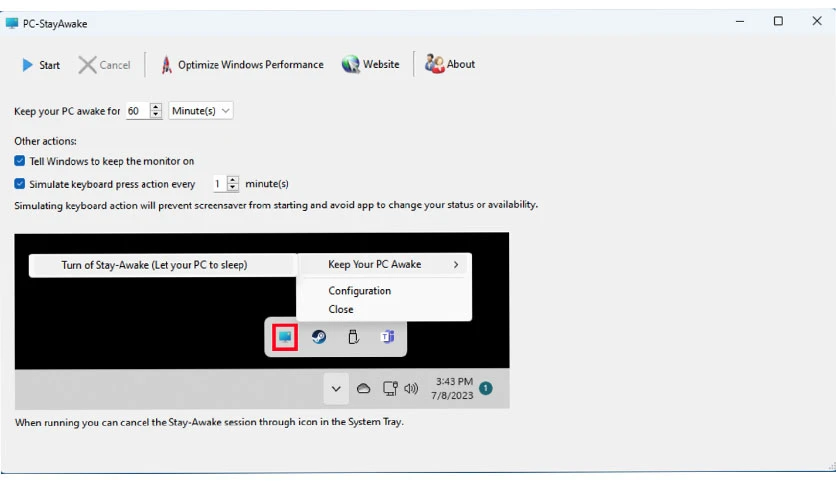 PC-StayAwake
Start Cancel Optimize Windows Performance Website About
Keep your PC awake for 60 Minute(s)
Other actions:
Tell Windows to keep the monitor on
Simulate keyboard press action every 1 minute(s)
Simulating keyboard action will prevent screensaver from starting and avoid app to change your status or availability.
Turn of Stay-Awake (Let your PC to sleep) Keep Your PC Awake
Configuration
Close
3:43 PM
7/8/2023 1
When running you can cancel the Stay-Awake session through icon in the System Tray.